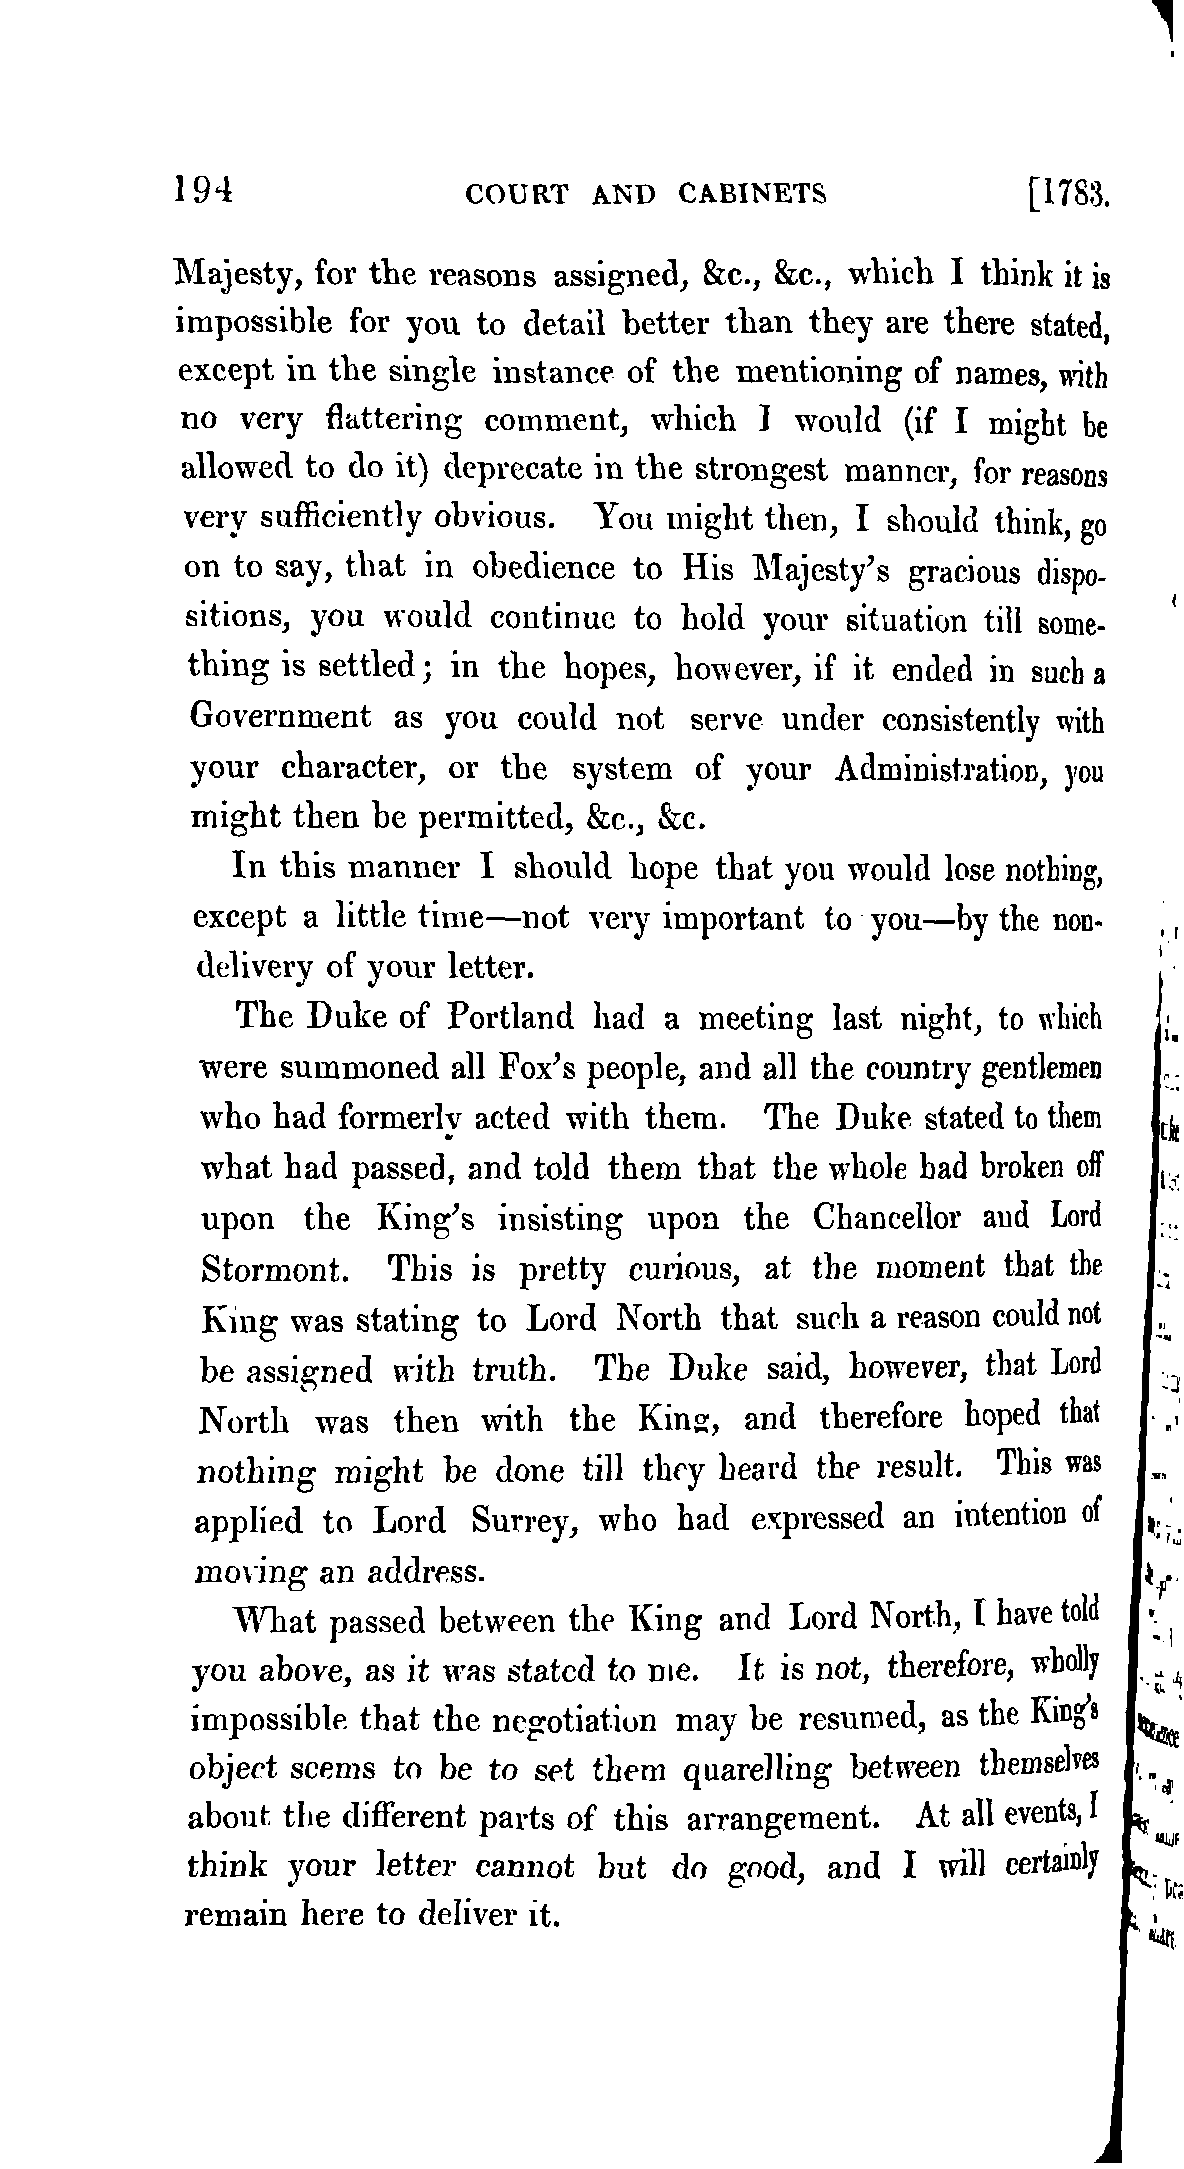 194 COURT AND CABINETS [1783.
Majesty, for the reasons assigned, &c., &c., which I think it is
impossible for you to detail better than they are there stated,
except in the single instance of the mentioning of names, with
no very flattering comment, which I would (if I might be
allowed to do it) deprecate in the strongest manner, for reasons
very sufficiently obvious. You might then, I should think, go
on to say, that in obedience to His Majesty's gracious dispo-
sitions, you would continue to hold your situation till some-
thing is settled; in the hopes, however, if it ended in such a
Government as you could not serve under consistently with
your character, or the system of your Administration, you
might then be permitted, &c., &c.
In this manner I should hope that you would lose nothing,
except a little time—not very important to you—by the non-
delivery of your letter.
The Duke of Portland had a meeting last night, to which
were summoned all Fox's people, and all the country gentlemen
who had formerly acted with them. The Duke stated to them
what had passed, and told them that the whole had broken off
upon the King's insisting upon the Chancellor and Lord
Stormont. This is pretty curious, at the moment that the
King was stating to Lord North that such a reason could not
be assigned with truth. The Duke said, however, that Lord
North was then with the King, and therefore hoped that
nothing might be done till they heard the result. This was
applied to Lord Surrey, who had expressed an intention of
moving an address.
What passed between the King and Lord North, I have told
you above, as it was stated to me. It is not, therefore, wholly
impossible that the negotiation may be resumed, as the King's
object seems to be to set them quarelling between themselves
about the different parts of this arrangement. At all events, I
think your letter cannot but do good, and I will certainly
remain here to deliver it.